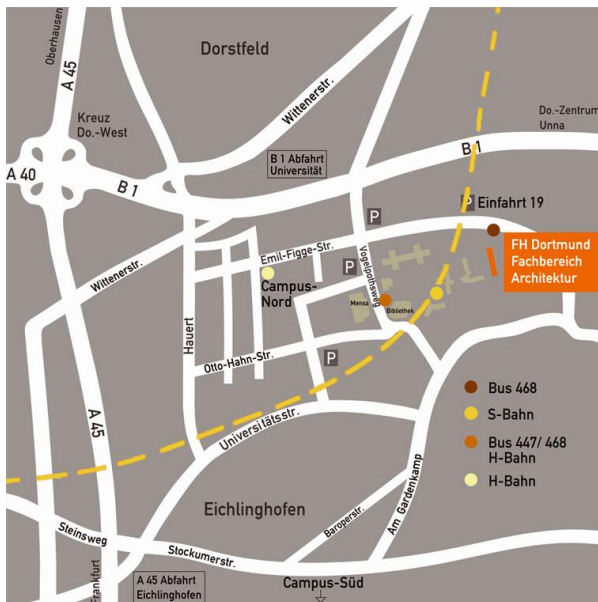 Oberhausen
A 45
Dorstfeld
Kreuz
Do.-West
Wittenerstr.
Do.-Zentrum
Unna
B 1 Abfahrt
Universität
B 1
A 40
B 1
P
P
Einfahrt 19
Emil-Figge-Str.
Vogelpothsweg
FH Dortmund
Fachbereich
Architektur
Wittenerstr.
P
Campus-
Nord
Mensa
Bibliothek
Hauert
P
Otto-Hahn-Str.
Bus 468
S-Bahn
Bus 447/ 468
H-Bahn
H-Bahn
A 45
Universitätsstr.
Am Gardenkamp
Eichlinghofen
Baroperstr.
Steinsweg
Stockumerstr.
Frankfurt
A 45 Abfahrt
Eichlinghofen
Campus-Süd